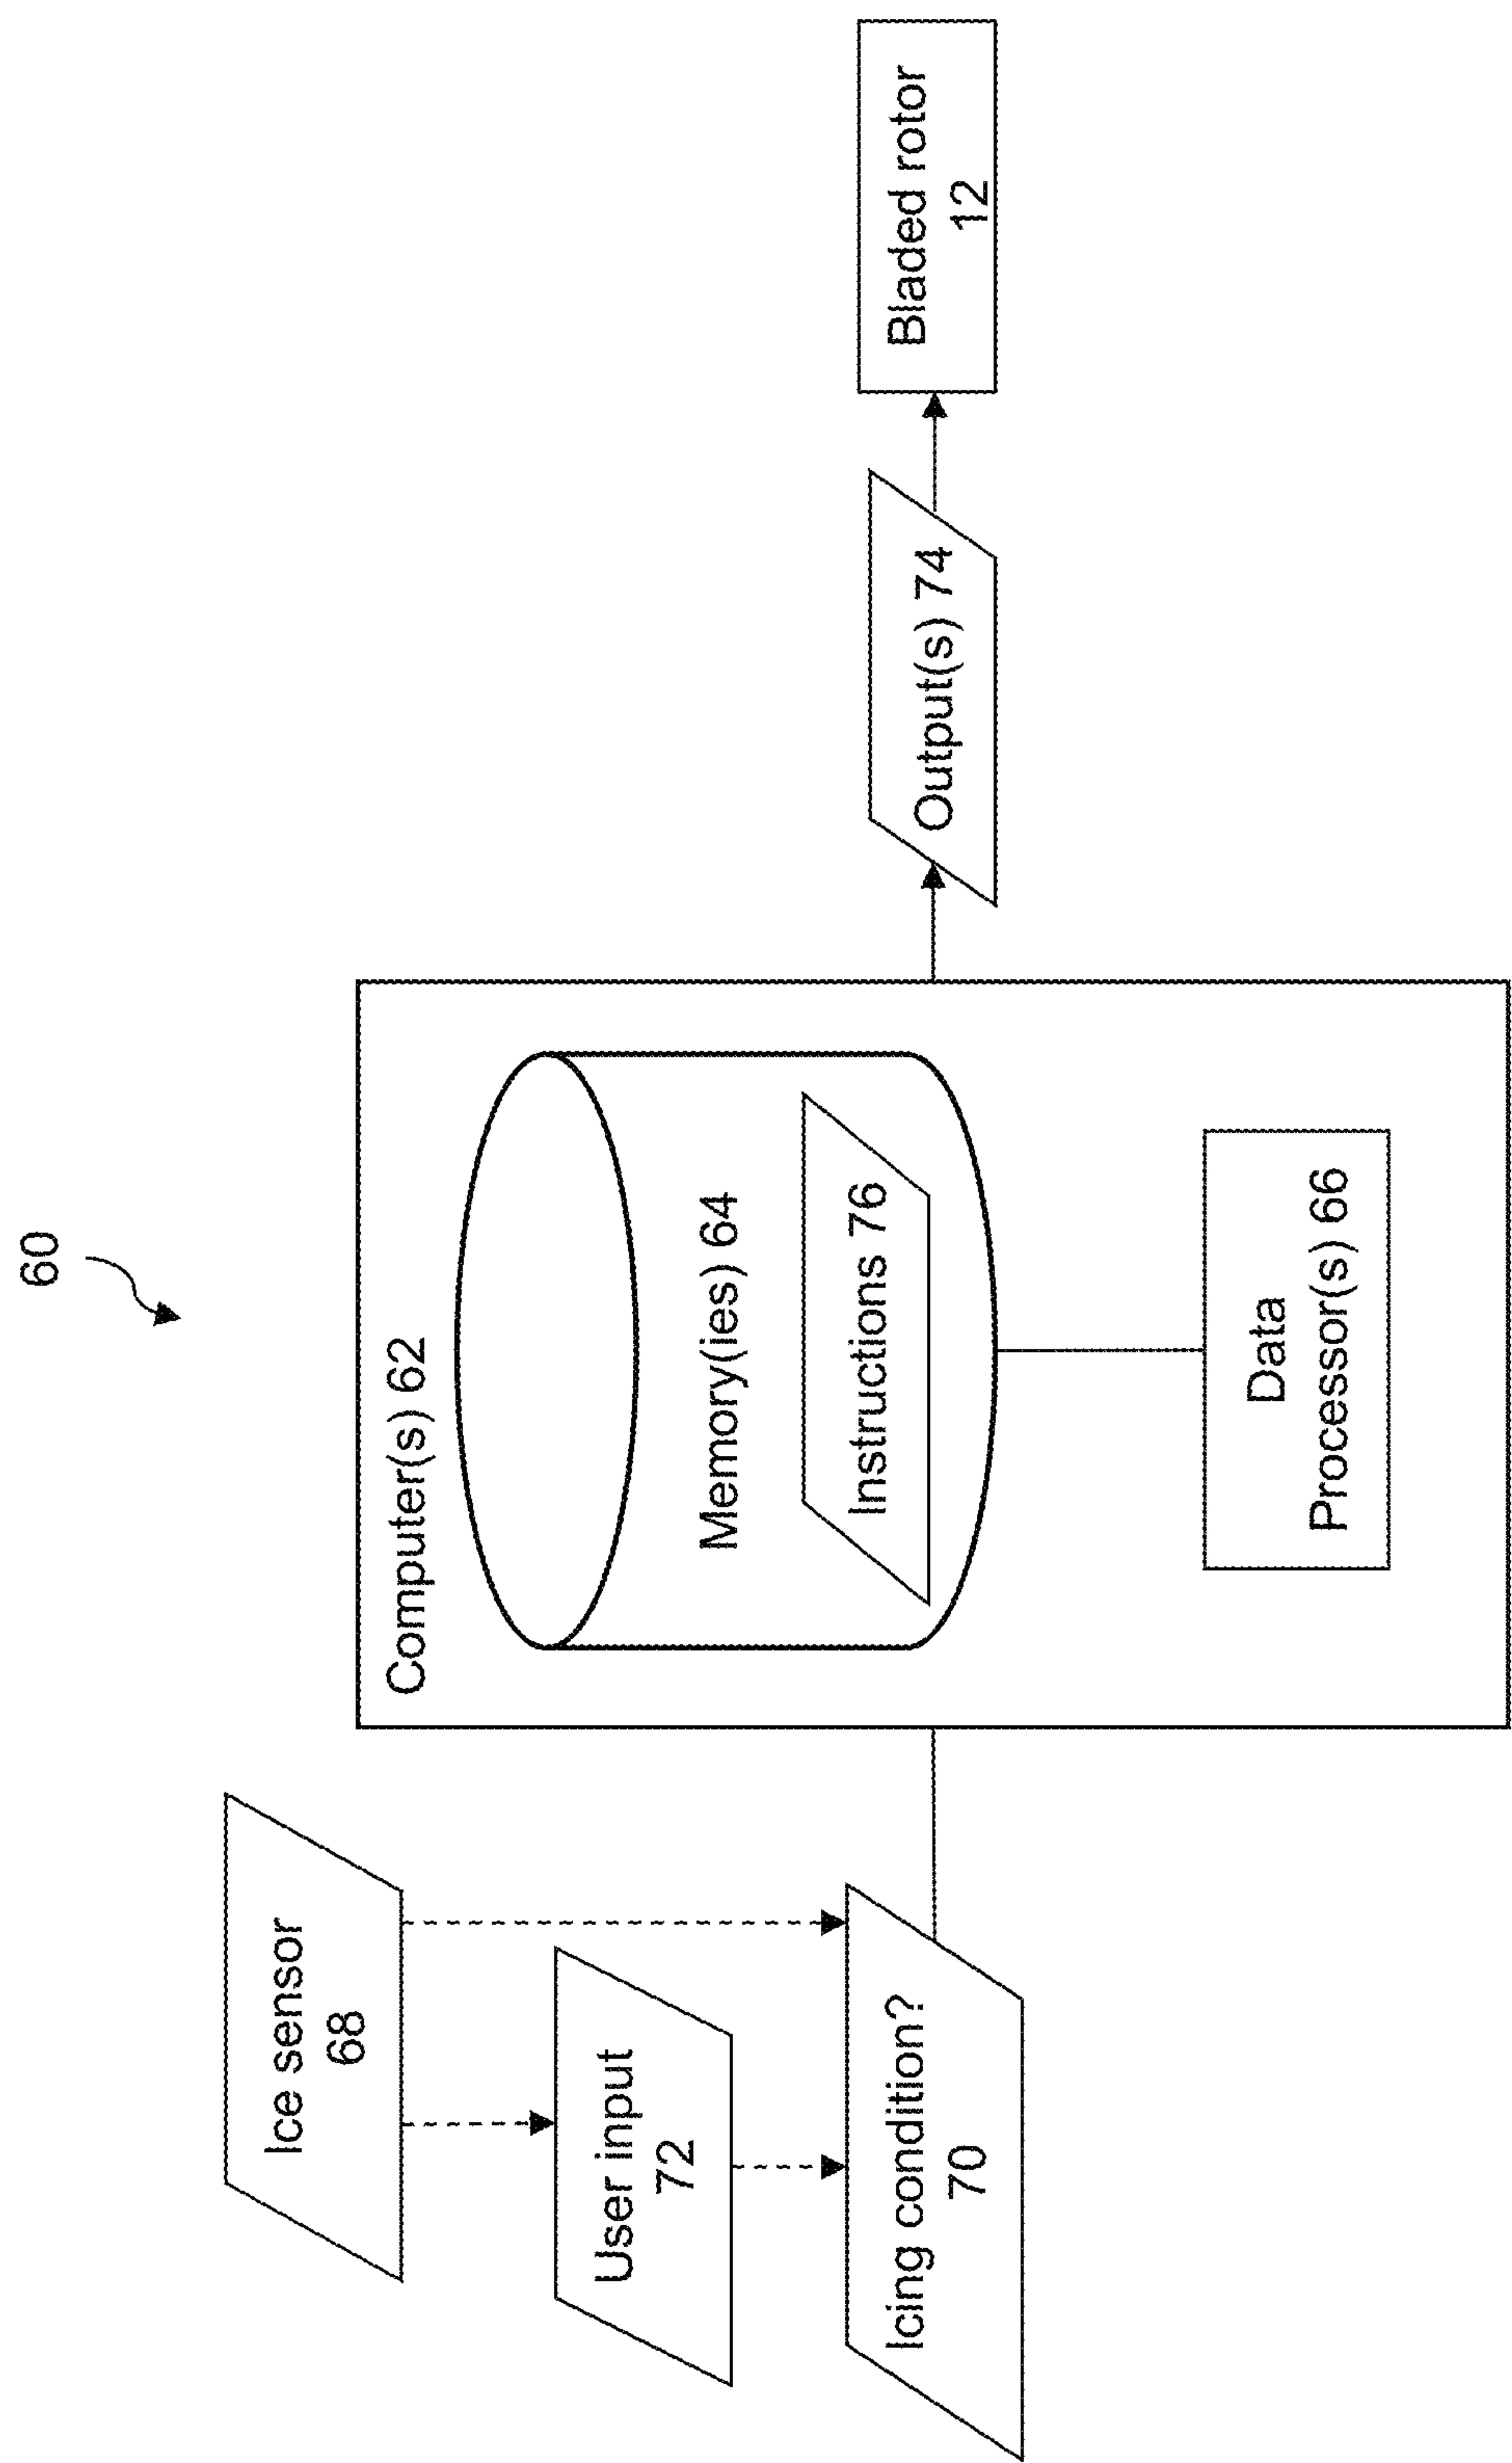 60
Ice sensor
68
User input
72
Icing condition?
70
Computer(s) 62
Memory(ies) 64
Instructions 76
Data
Processor(s) 66
Output(s) 74
Bladed rotor
12